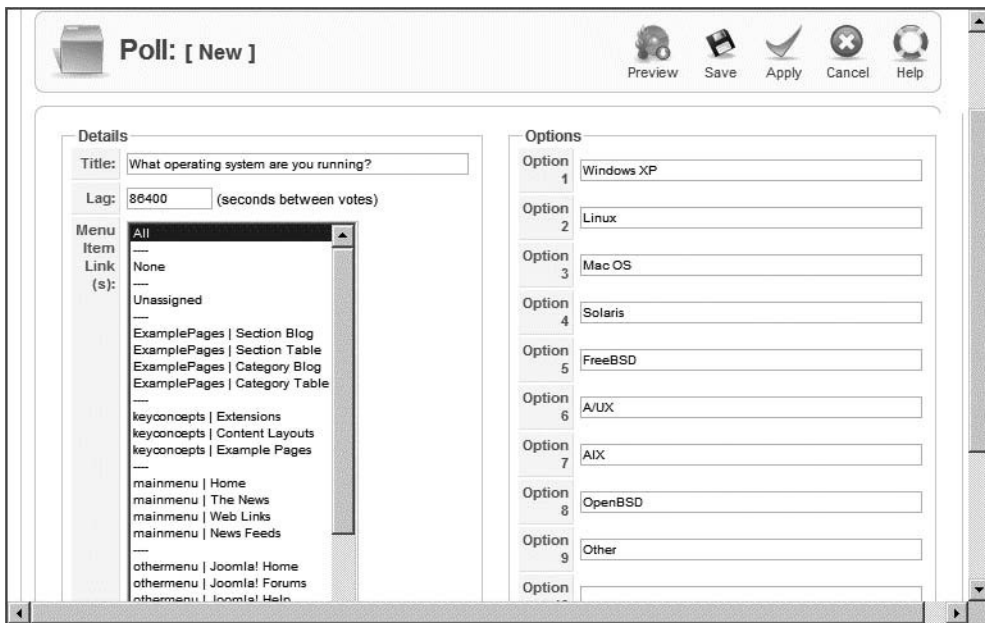 Poll: [ New ]
Preview Save Apply Cancel Help
Details
Title: What operating system are you running?
Lag: 86400 (seconds between votes)
Menu Item Link (s):
All
----
None
----
Unassigned
----
ExamplePages | Section Blog
ExamplePages | Section Table
ExamplePages | Category Blog
ExamplePages | Category Table
----
keyconcepts | Extensions
keyconcepts | Content Layouts
keyconcepts | Example Pages
----
mainmenu | Home
mainmenu | The News
mainmenu | Web Links
mainmenu | News Feeds
----
othermenu | Joomla! Home
othermenu | Joomla! Forums
othermenu | Joomla! Help
Options
Option 1 Windows XP
Option 2 Linux
Option 3 Mac OS
Option 4 Solaris
Option 5 FreeBSD
Option 6 A/UX
Option 7 AIX
Option 8 OpenBSD
Option 9 Other
Option